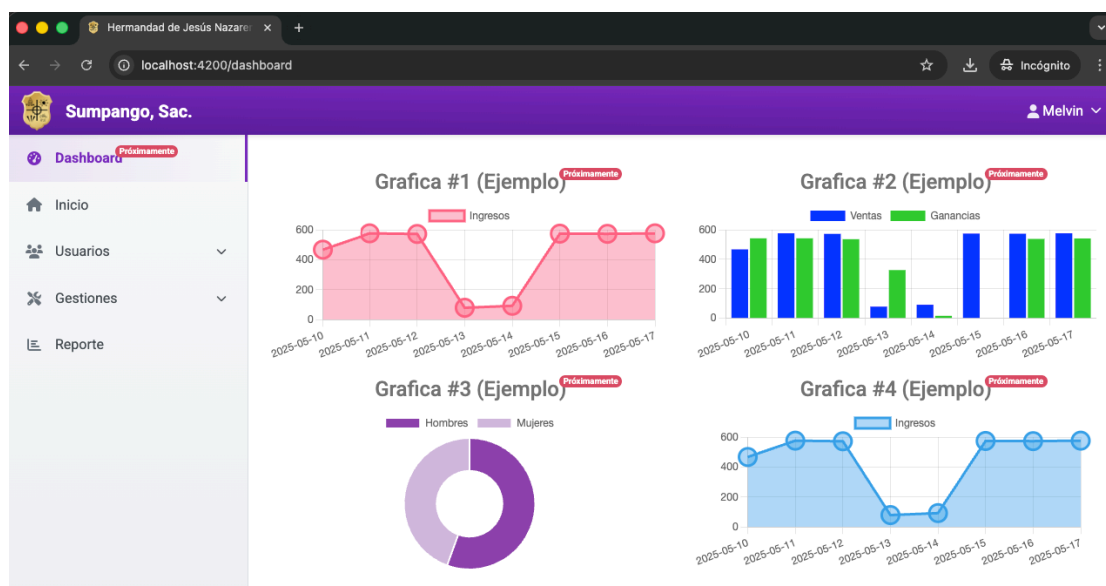 Hermandad de Jesús Nazare
localhost:4200/dashboard
Incógnito
Sumpango, Sac.
Melvin
Dashboard
Próximamente
Inicio
Usuarios
Gestiones
Reporte
Grafica #1 (Ejemplo)
Próximamente
Ingresos
600
400
200
0
2025-05-10 2025-05-11 2025-05-12 2025-05-13 2025-05-14 2025-05-15 2025-05-16 2025-05-17
Grafica #2 (Ejemplo)
Próximamente
Ventas Ganancias
600
400
200
0
2025-05-10 2025-05-11 2025-05-12 2025-05-13 2025-05-14 2025-05-15 2025-05-16 2025-05-17
Grafica #3 (Ejemplo)
Próximamente
Hombres Mujeres
Grafica #4 (Ejemplo)
Próximamente
Ingresos
600
400
200
0
2025-05-10 2025-05-11 2025-05-12 2025-05-13 2025-05-14 2025-05-15 2025-05-16 2025-05-17